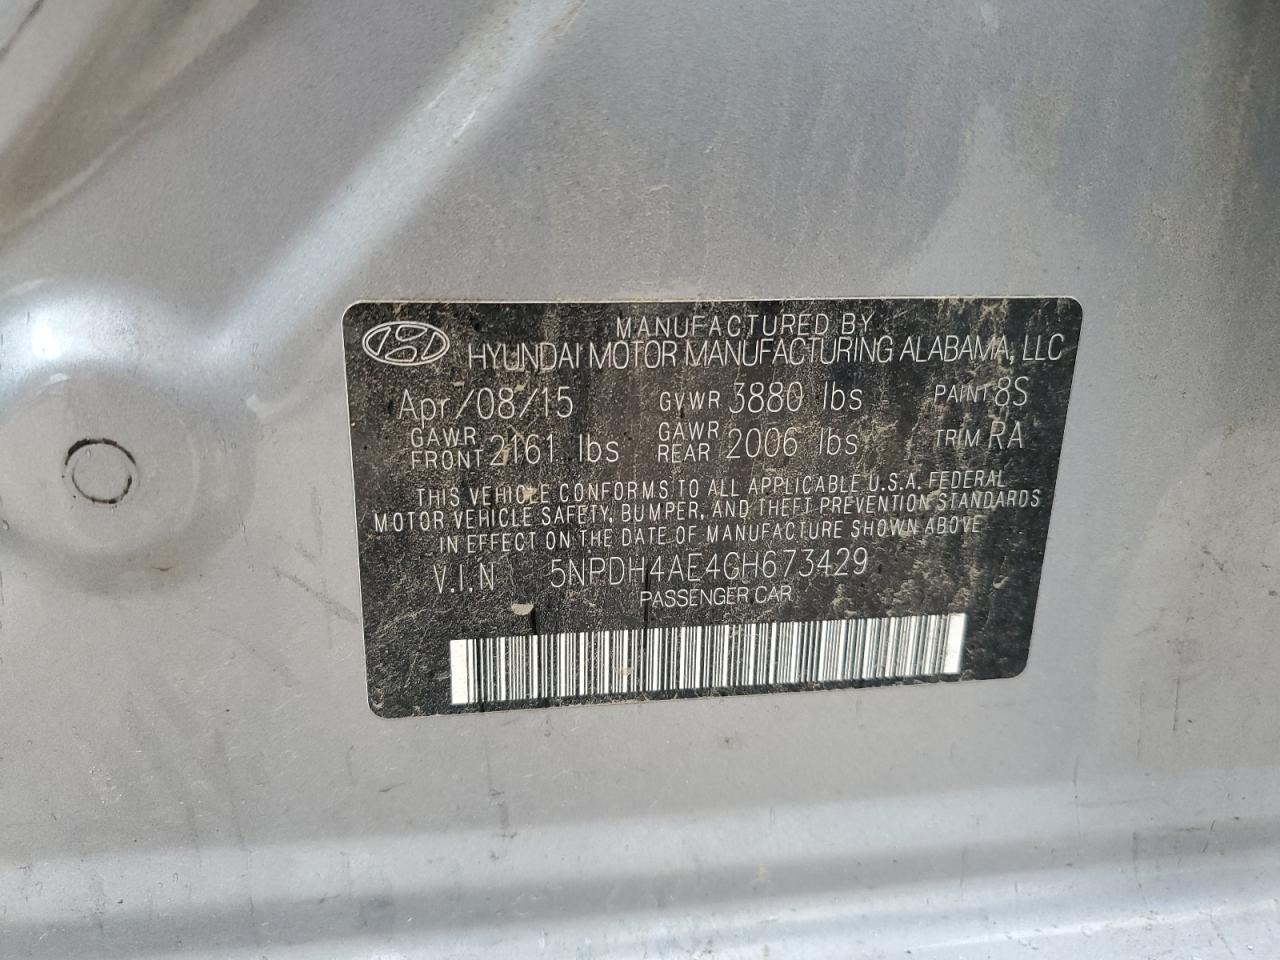 MANUFACTURED BY
HYUNDAI MOTOR MANUFACTURING ALABAMA, LLC
Apr/08/15 GVWR 3880 lbs PAINT 8S
GAWR FRONT 2161 lbs GAWR REAR 2006 lbs TRIM RA
THIS VEHICLE CONFORMS TO ALL APPLICABLE U.S.A. FEDERAL
MOTOR VEHICLE SAFETY, BUMPER, AND THEFT PREVENTION STANDARDS
IN EFFECT ON THE DATE OF MANUFACTURE SHOWN ABOVE
V.I.N 5NPDH4AE4GH673429
PASSENGER CAR